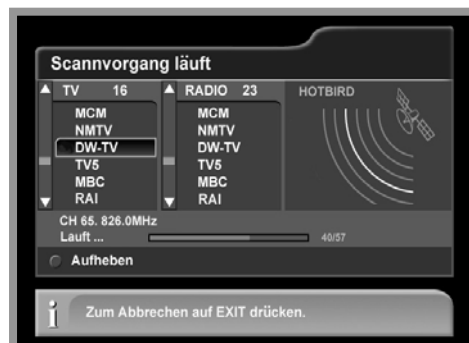 Scannvorgang läuft
TV 16 RADIO 23 HOTBIRD
MCM MCM
NMTV NMTV
DW-TV DW-TV
TV5 TV5
MBC MBC
RAI RAI
CH 65. 826.0MHz
Lauft ... 40/57
Aufheben
i Zum Abbrechen auf EXIT drücken.